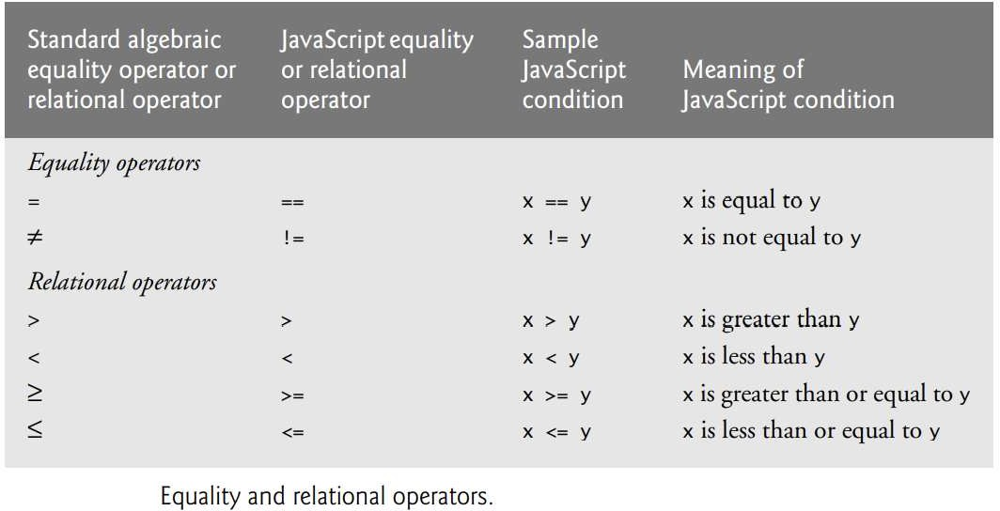 Standard algebraic equality operator or relational operator
JavaScript equality or relational operator
Sample JavaScript condition
Meaning of JavaScript condition
Equality operators
= == x == y x is equal to y
≠ != x != y x is not equal to y
Relational operators
> > x > y x is greater than y
< < x < y x is less than y
≥ >= x >= y x is greater than or equal to y
≤ <= x <= y x is less than or equal to y
Equality and relational operators.